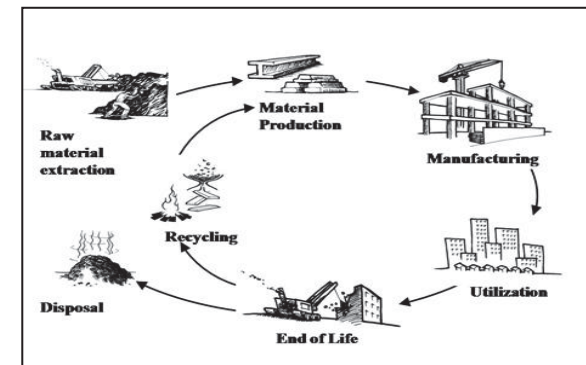 Raw
material
extraction
Material
Production
Manufacturing
Utilization
End of Life
Recycling
Disposal